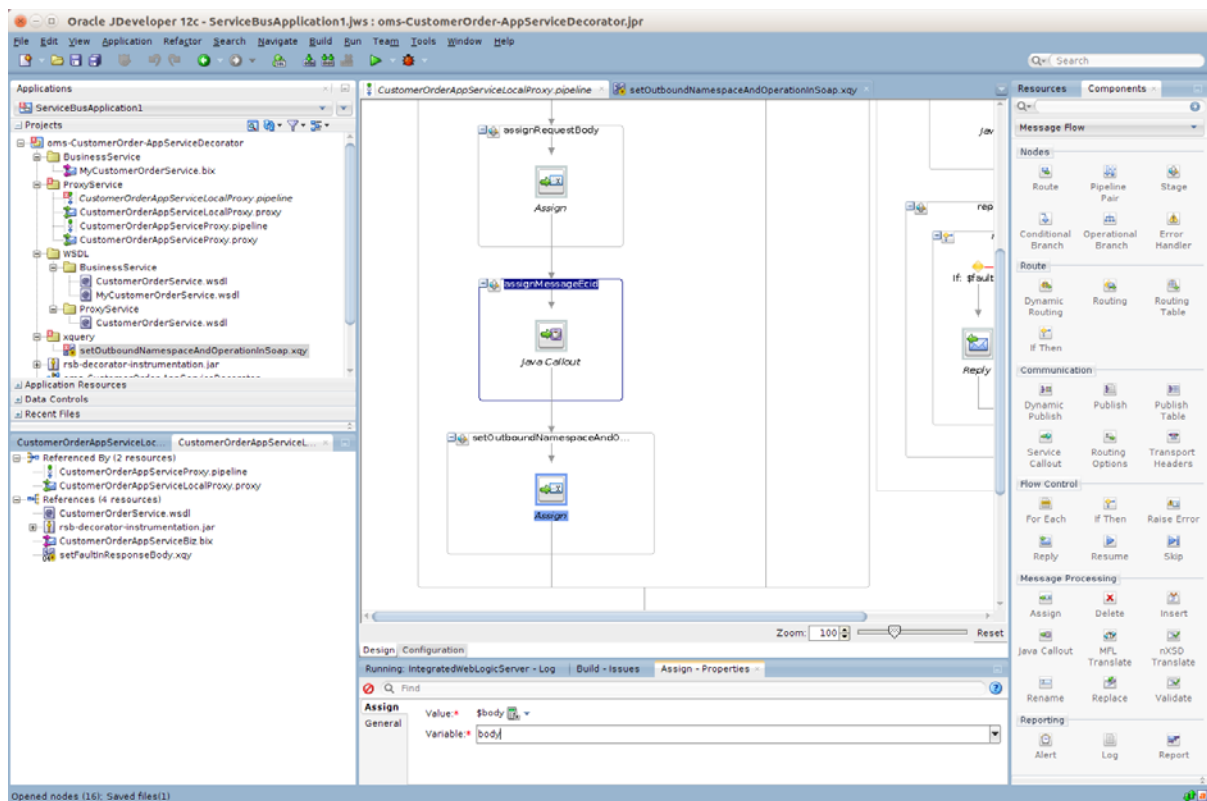 Oracle JDeveloper 12c - ServiceBusApplication1.jws : oms-CustomerOrder-AppServiceDecorator.jpr
File Edit View Application Refactor Search Navigate Build Run Team Tools Window Help
Search
Applications
ServiceBusApplication1
Projects
oms-CustomerOrder-AppServiceDecorator
BusinessService
MyCustomerOrderService.bix
ProxyService
CustomerOrderAppServiceLocalProxy.pipeline
CustomerOrderAppServiceLocalProxy.proxy
CustomerOrderAppServiceProxy.pipeline
CustomerOrderAppServiceProxy.proxy
WSDL
BusinessService
CustomerOrderService.wsdl
MyCustomerOrderService.wsdl
ProxyService
CustomerOrderService.wsdl
xquery
setOutboundNamespaceAndOperationInSoap.xqy
rsb-decorator-instrumentation.jar
Application Resources
Data Controls
Recent Files
CustomerOrderAppServiceLoc... CustomerOrderAppServiceL...
Referenced By (2 resources)
CustomerOrderAppServiceProxy.pipeline
CustomerOrderAppServiceLocalProxy.proxy
References (4 resources)
CustomerOrderService.wsdl
rsb-decorator-instrumentation.jar
CustomerOrderAppServiceBiz.bix
setFaultInResponseBody.xqy
CustomerOrderAppServiceLocalProxy.pipeline setOutboundNamespaceAndOperationInSoap.xqy
assignRequestBody
Assign
assignMessageEcid
Java Callout
setOutboundNamespaceAndO...
Assign
Jav
rep
If: $fault
Reply
Zoom: 100 Reset
Design Configuration
Running: IntegratedWebLogicServer - Log Build - Issues Assign - Properties
Find
Assign
General
Value:* $body
Variable:* body
Resources Components
Message Flow
Nodes
Route Pipeline Pair Stage
Conditional Branch Operational Branch Error Handler
Route
Dynamic Routing Routing Routing Table
If Then
Communication
Dynamic Publish Publish Publish Table
Service Callout Routing Options Transport Headers
Flow Control
For Each If Then Raise Error
Reply Resume Skip
Message Processing
Assign Delete Insert
Java Callout MFL Translate nXSD Translate
Rename Replace Validate
Reporting
Alert Log Report
Opened nodes (16); Saved files(1)